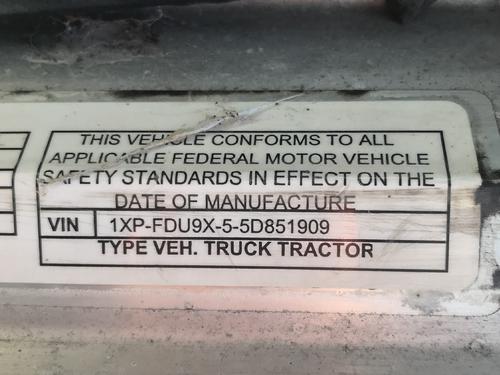 THIS VEHICLE CONFORMS TO ALL
APPLICABLE FEDERAL MOTOR VEHICLE
SAFETY STANDARDS IN EFFECT ON THE
DATE OF MANUFACTURE
VIN 1XP-FDU9X-5-5D851909
TYPE VEH. TRUCK TRACTOR